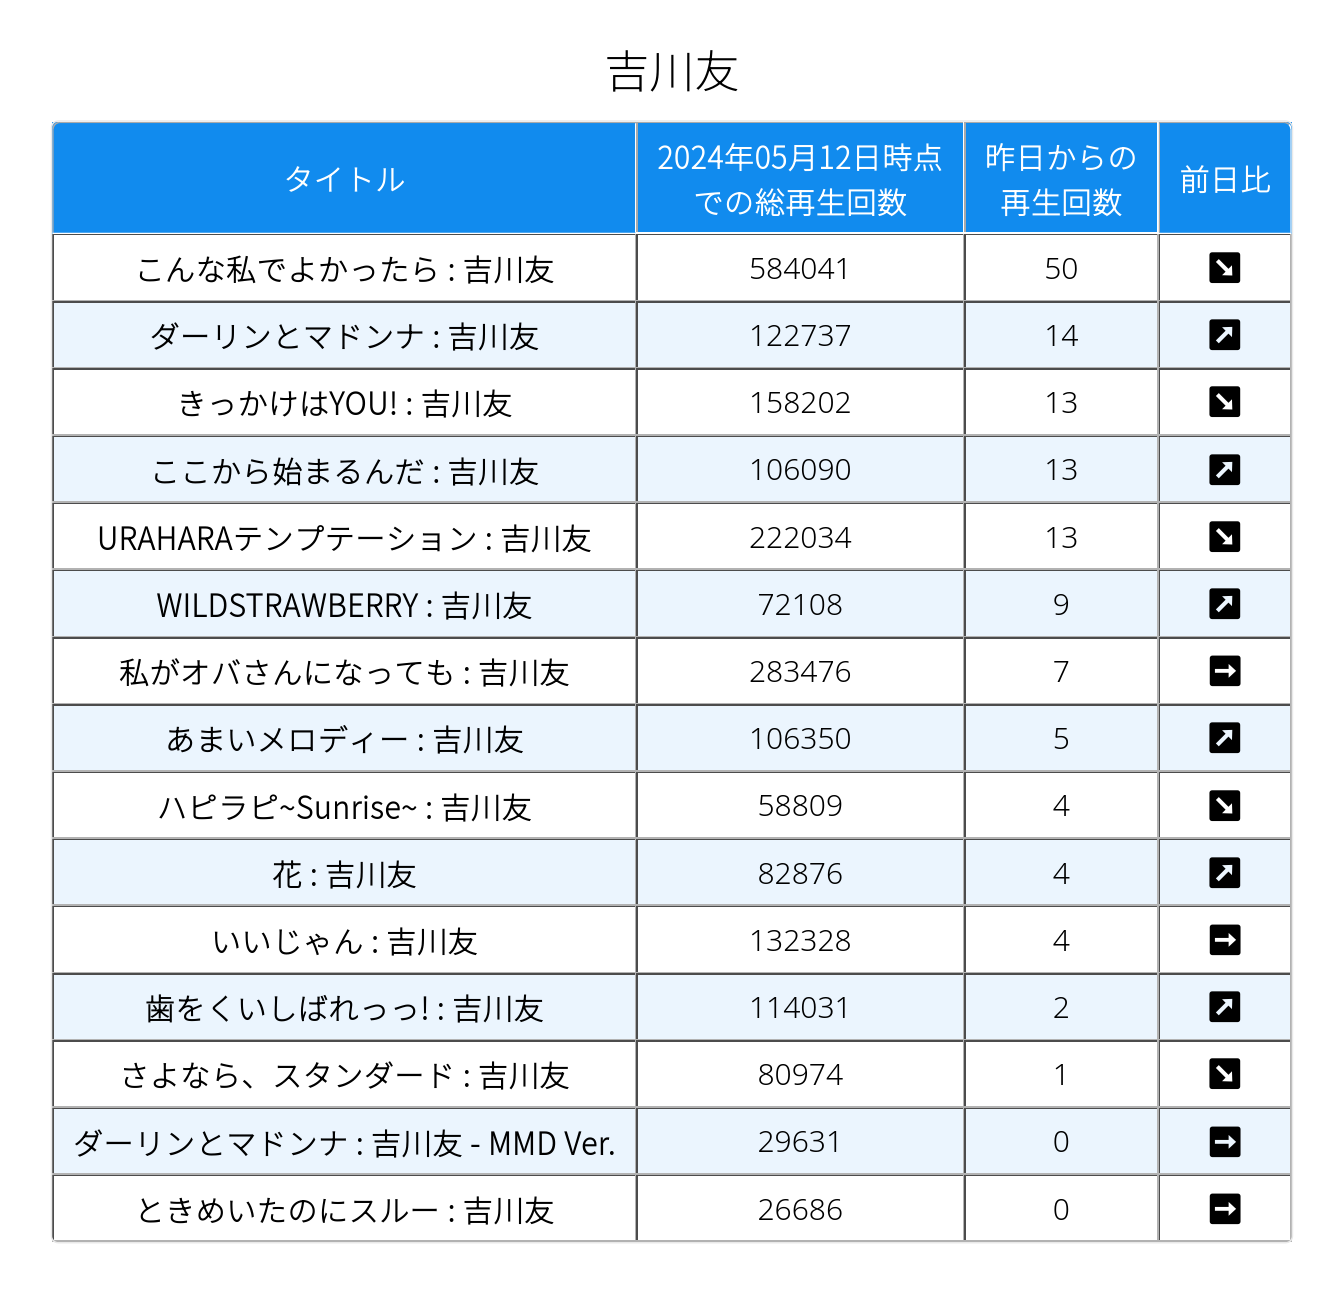 吉川友
タイトル 2024年05月12日時点での総再生回数 昨日からの再生回数 前日比
こんな私でよかったら : 吉川友 584041 50 ↘
ダーリンとマドンナ : 吉川友 122737 14 ↗
きっかけはYOU! : 吉川友 158202 13 ↘
ここから始まるんだ : 吉川友 106090 13 ↗
URAHARAテンプテーション : 吉川友 222034 13 ↘
WILDSTRAWBERRY : 吉川友 72108 9 ↗
私がオバさんになっても : 吉川友 283476 7 →
あまいメロディー : 吉川友 106350 5 ↗
ハピラピ~Sunrise~ : 吉川友 58809 4 ↘
花 : 吉川友 82876 4 ↗
いいじゃん : 吉川友 132328 4 →
歯をくいしばれっっ! : 吉川友 114031 2 ↗
さよなら、スタンダード : 吉川友 80974 1 ↘
ダーリンとマドンナ : 吉川友 - MMD Ver. 29631 0 →
ときめいたのにスルー : 吉川友 26686 0 →